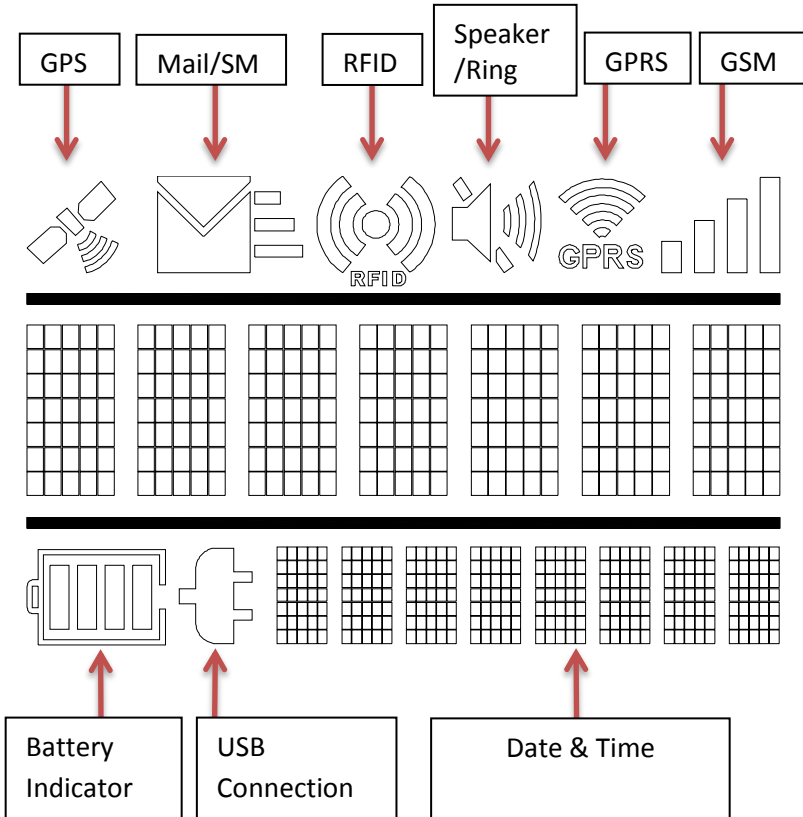 GPS
Mail/SM
RFID
Speaker
/Ring
GPRS
GSM
RFID
GPRS
Battery
Indicator
USB
Connection
Date & Time